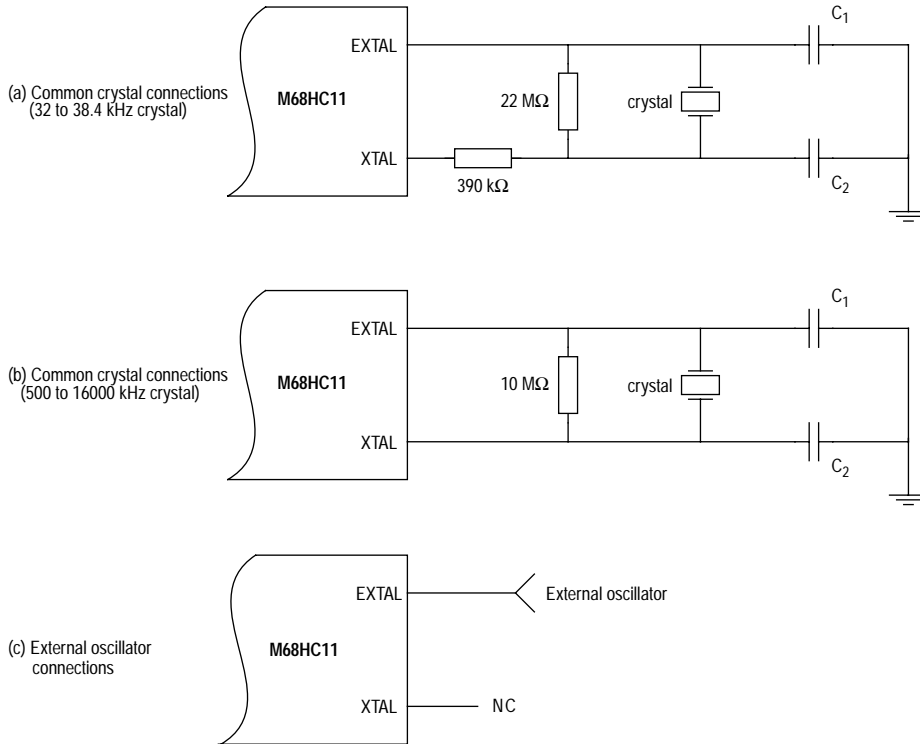 C1
EXTAL
(a) Common crystal connections
(32 to 38.4 kHz crystal)
M68HC11
22 MΩ
crystal
XTAL
390 kΩ
C2
C1
EXTAL
(b) Common crystal connections
(500 to 16000 kHz crystal)
M68HC11
10 MΩ
crystal
XTAL
C2
EXTAL
External oscillator
(c) External oscillator
connections
M68HC11
XTAL
NC